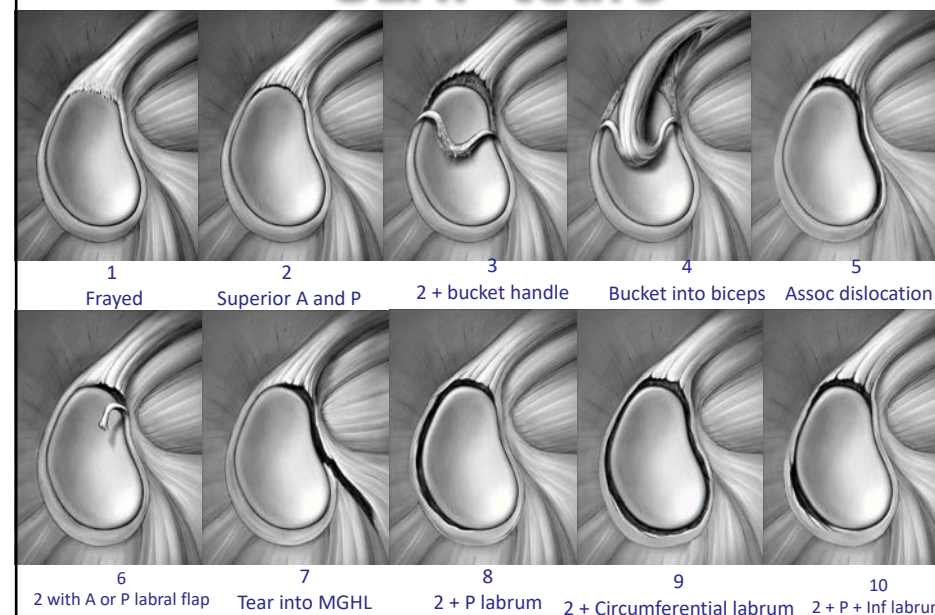 1
Frayed
2
Superior A and P
3
2 + bucket handle
4
Bucket into biceps
5
Assoc dislocation
6
2 with A or P labral flap
7
Tear into MGHL
8
2 + P labrum
9
2 + Circumferential labrum
10
2 + P + Inf labrum